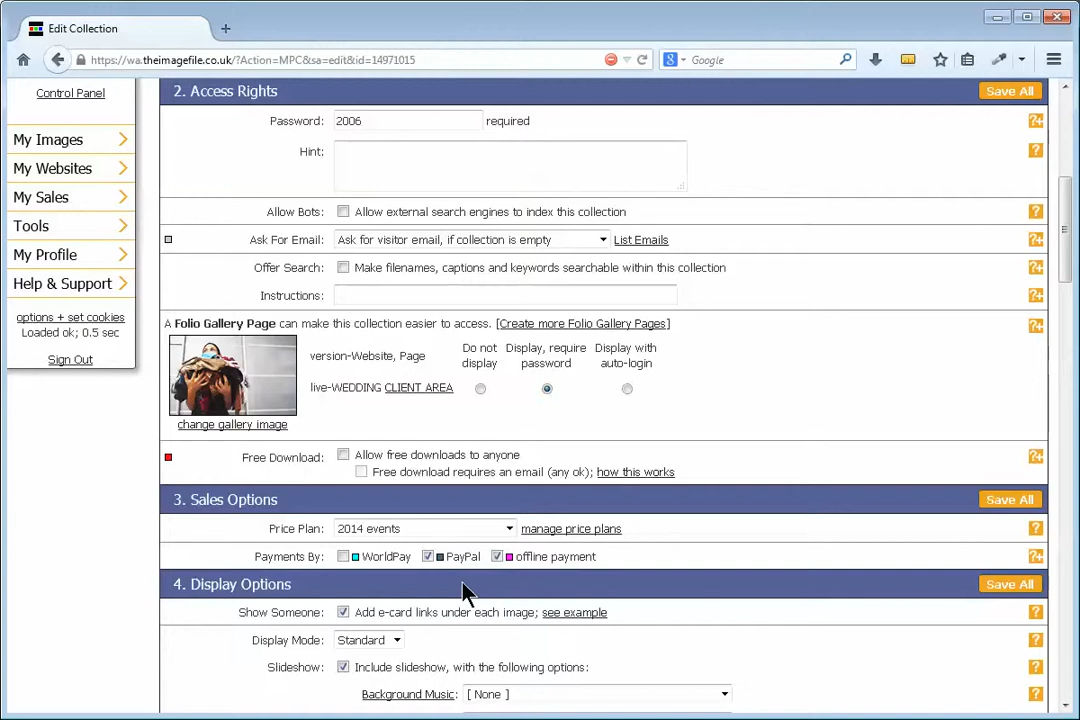 Edit Collection
https://wa.theimagefile.co.uk/?Action=MPC&sa=edit&id=14971015
Google
Control Panel
My Images
My Websites
My Sales
Tools
My Profile
Help & Support
options + set cookies
Loaded ok; 0.5 sec
Sign Out
2. Access Rights
Save All
Password: 2006 required
Hint:
Allow Bots: Allow external search engines to index this collection
Ask For Email: Ask for visitor email, if collection is empty List Emails
Offer Search: Make filenames, captions and keywords searchable within this collection
Instructions:
A Folio Gallery Page can make this collection easier to access. [Create more Folio Gallery Pages]
version-Website, Page Do not display Display, require password Display with auto-login
live-WEDDING CLIENT AREA
change gallery image
Free Download: Allow free downloads to anyone
Free download requires an email (any ok); how this works
3. Sales Options Save All
Price Plan: 2014 events manage price plans
Payments By: WorldPay PayPal offline payment
4. Display Options Save All
Show Someone: Add e-card links under each image; see example
Display Mode: Standard
Slideshow: Include slideshow, with the following options:
Background Music: [ None ]